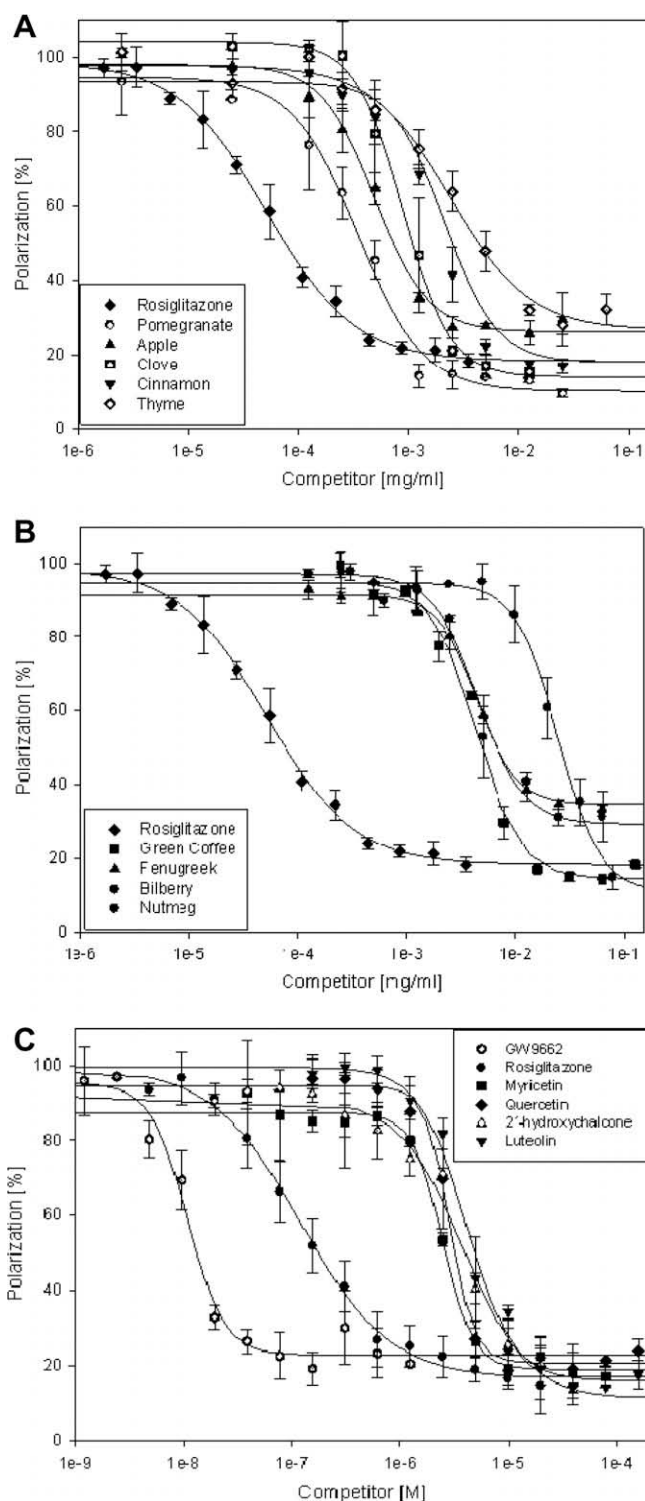 A
Polarization [%]
120
100
80
60
40
20
0
Rosiglitazone
Pomegranate
Apple
Clove
Cinnamon
Thyme
1e-6 1e-5 1e-4 1e-3 1e-2 1e-1
Competitor [mg/ml]
B
Polarization [%]
100
80
60
40
20
0
Rosiglitazone
Green Coffee
Fenugreek
Bilberry
Nutmeg
1e-6 1e-5 1e-4 1e-3 1e-2 1e-1
Competitor [mg/ml]
C
Polarization [%]
120
100
80
60
40
20
0
GW9662
Rosiglitazone
Myricetin
Quercetin
2´-hydroxychalcone
Luteolin
1e-9 1e-8 1e-7 1e-6 1e-5 1e-4
Competitor [M]